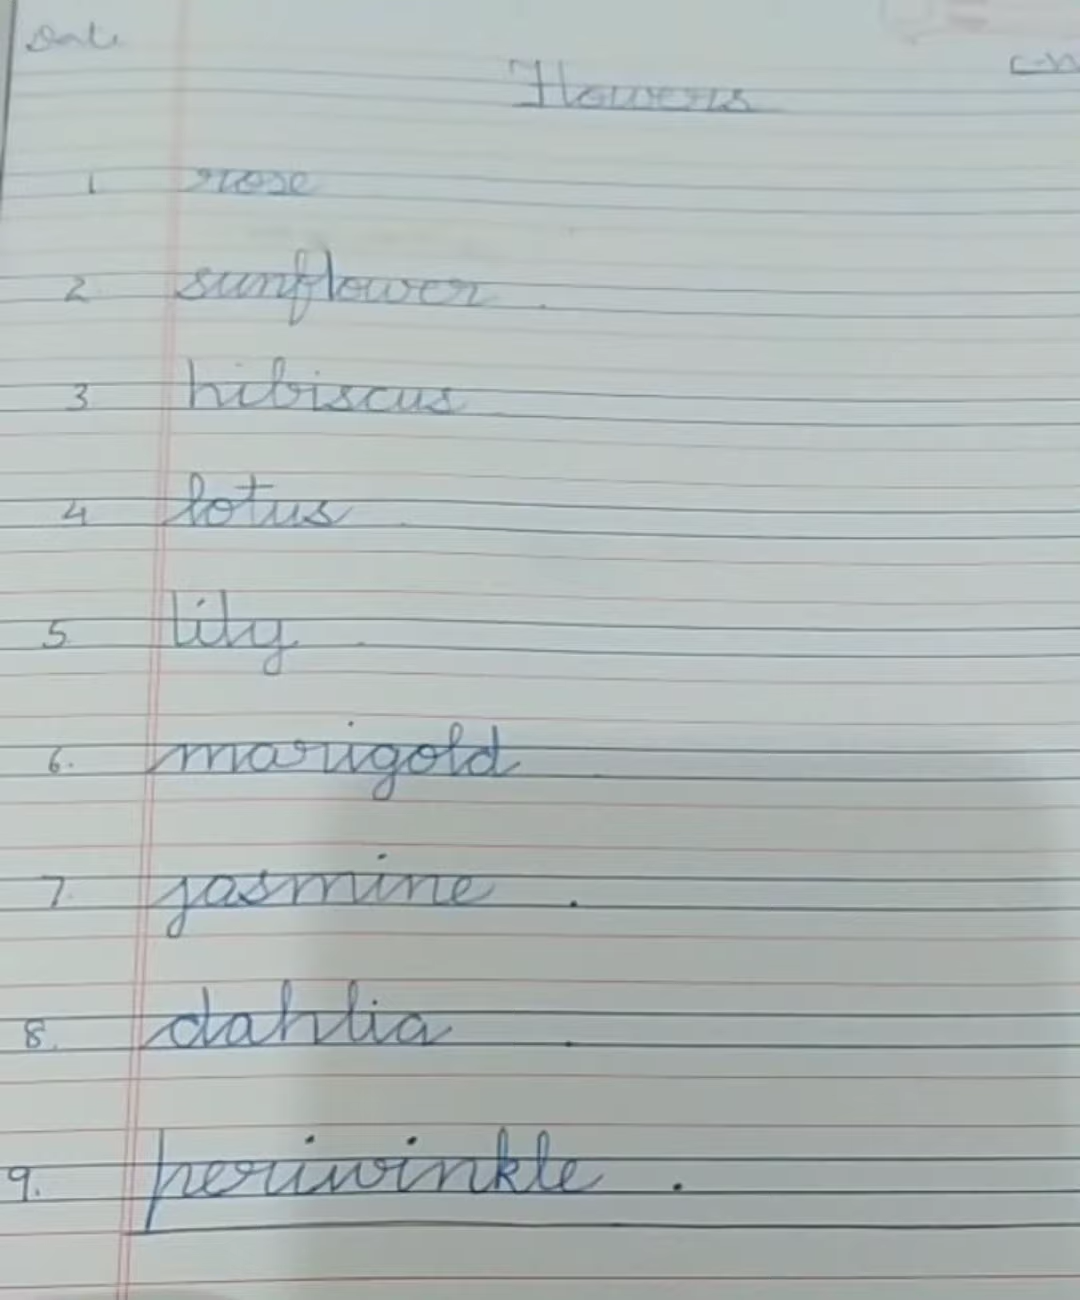 Date
C-W
Flowers
1 rose
2 sunflower .
3 hibiscus
4 lotus .
5 lily .
6. marigold
7. jasmine .
8. dahlia .
9. periwinkle .